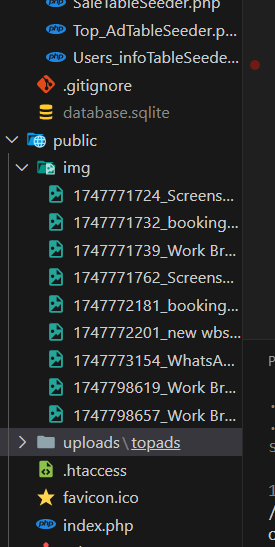 SaleTableSeeder.php
Top_AdTableSeeder.p...
Users_infoTableSeede...
.gitignore
database.sqlite
public
img
1747771724_Screens...
1747771732_booking...
1747771739_Work Br...
1747771762_Screens...
1747772181_booking...
1747772201_new wbs...
1747773154_WhatsA...
1747798619_Work Br...
1747798657_Work Br...
uploads\topads
.htaccess
favicon.ico
index.php